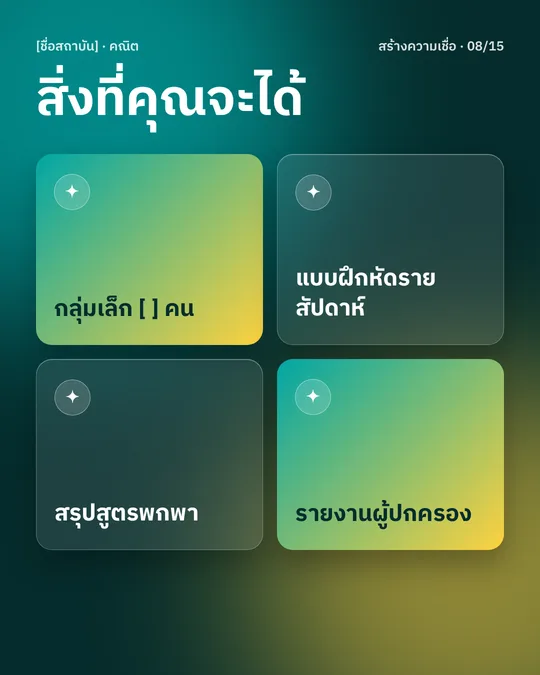 [ชื่อสถาบัน] · คณิต
สร้างความเชื่อ · 08/15
สิ่งที่คุณจะได้
กลุ่มเล็ก [ ] คน
แบบฝึกหัดราย
สัปดาห์
สรุปสูตรพกพา
รายงานผู้ปกครอง